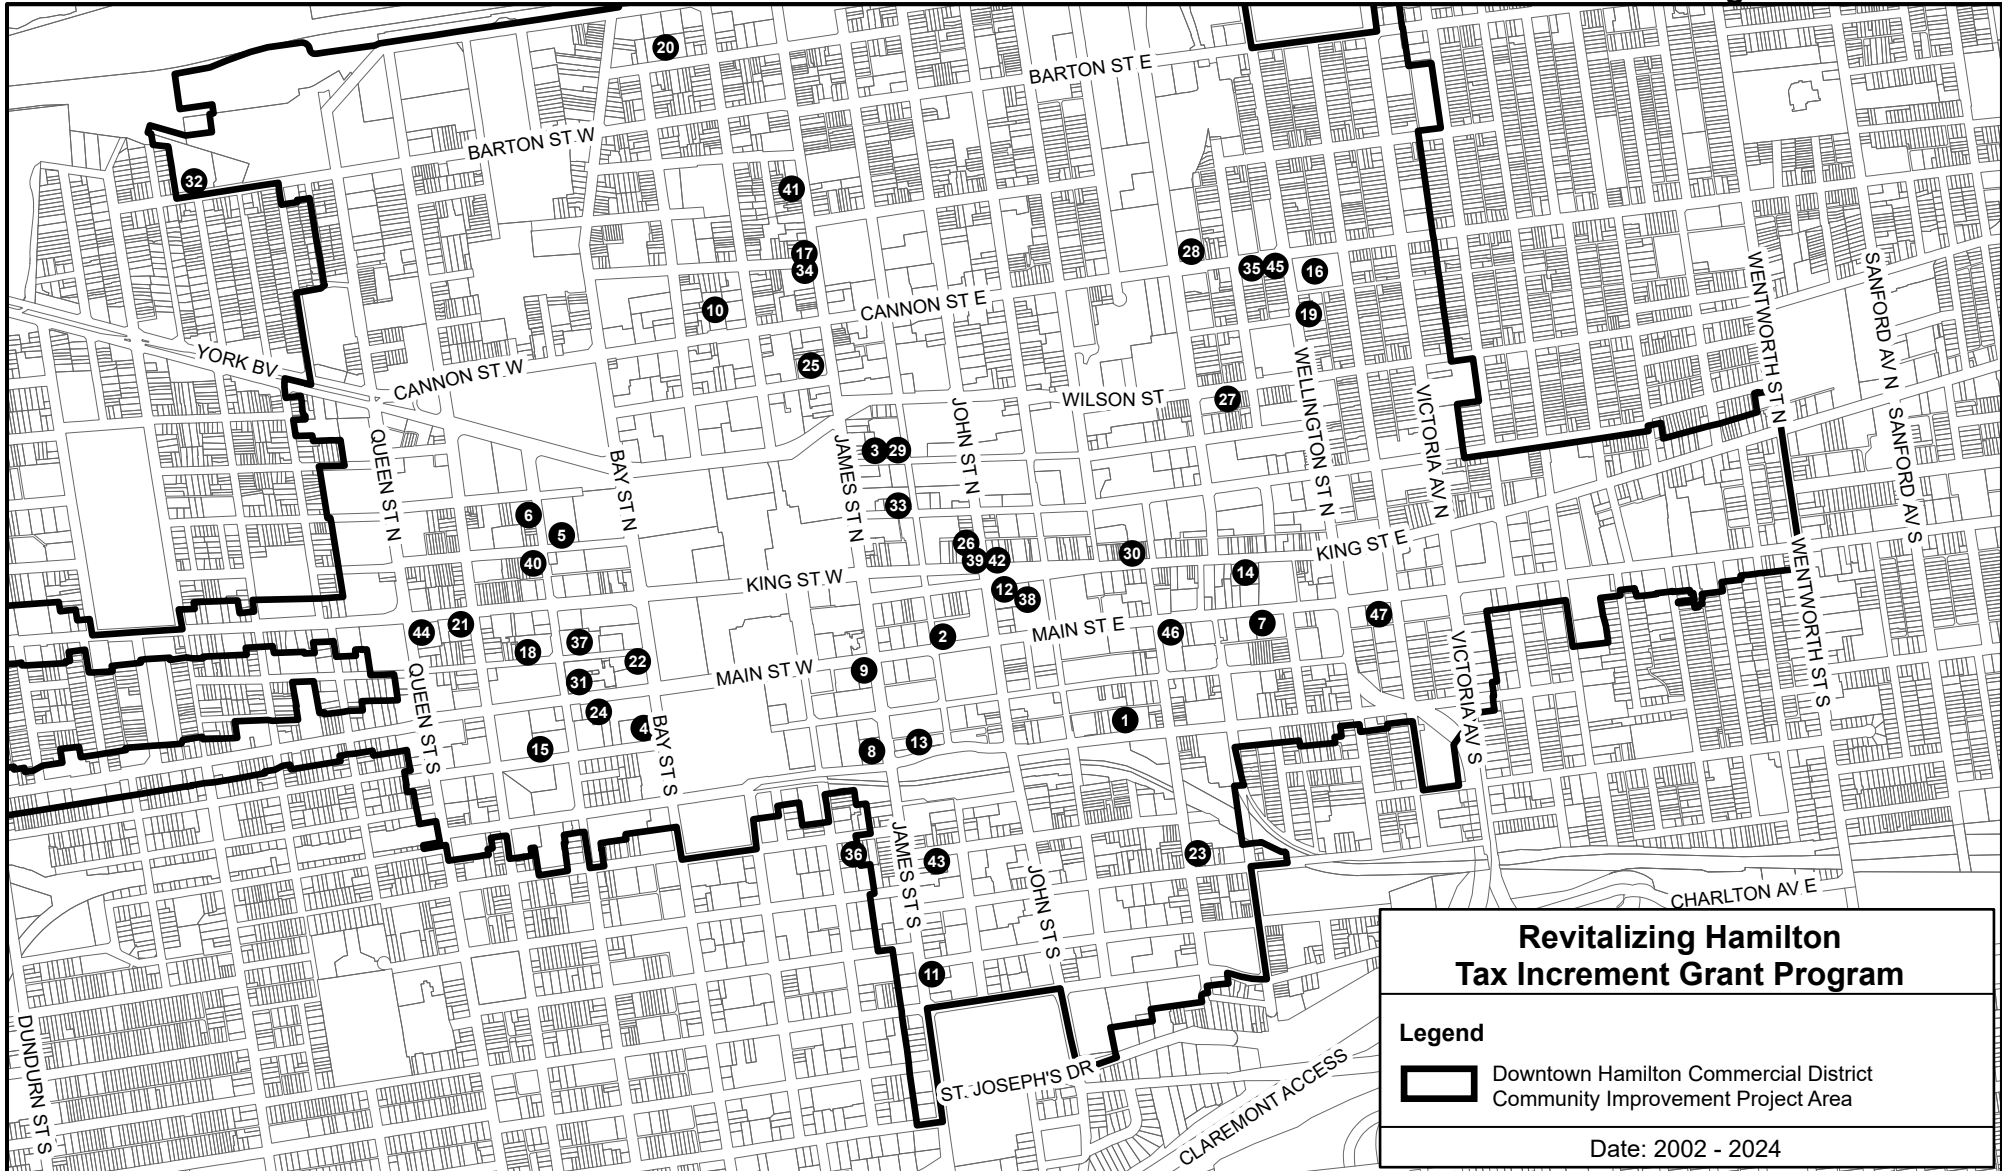 20
BARTON ST E
BARTON ST W
32
41
17
34
28
35
45
16
10
19
CANNON ST E
YORK BV
CANNON ST W
25
WILSON ST
27
WELLINGTON ST N
VICTORIA AV N
WENTWORTH ST N
SANFORD AV N
SANFORD AV S
QUEEN ST N
BAY ST N
JAMES ST N
JOHN ST N
3
29
33
6
5
40
26
39
42
30
KING ST E
14
KING ST W
12
38
44
21
18
37
22
2
MAIN ST E
46
7
47
WENTWORTH ST S
9
MAIN ST W
31
24
4
QUEEN ST S
BAY ST S
15
8
13
1
VICTORIA AV S
36
JAMES ST S
43
JOHN ST S
23
CHARLTON AV E
11
DUNDURN ST S
ST. JOSEPH'S DR
CLAREMONT ACCESS
Revitalizing Hamilton
Tax Increment Grant Program
Legend
Downtown Hamilton Commercial District
Community Improvement Project Area
Date: 2002 - 2024